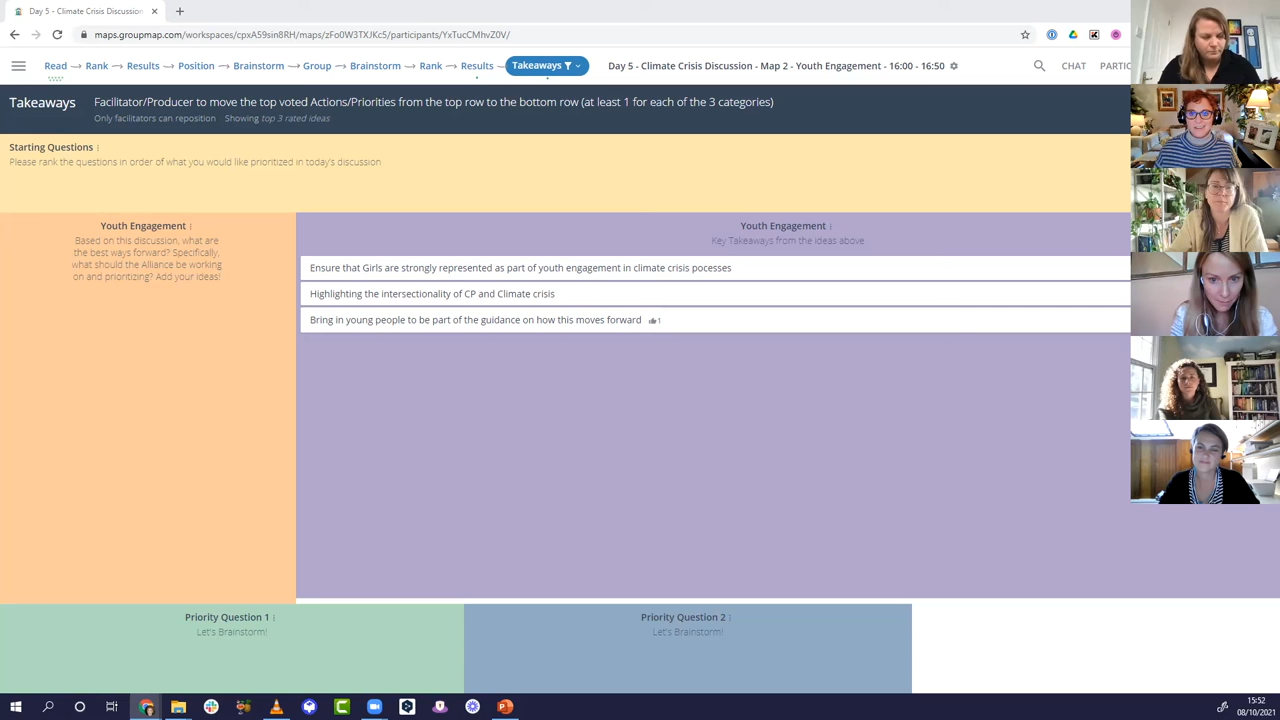 Day 5 - Climate Crisis Discussion
maps.groupmap.com/workspaces/cpxA59sin8RH/maps/zFo0W3TXJKc5/participants/YxTucCMhvZ0V/
Read Rank Results Position Brainstorm Group Brainstorm Rank Results Takeaways Day 5 - Climate Crisis Discussion - Map 2 - Youth Engagement - 16:00 - 16:50 CHAT PARTIC
Takeaways Facilitator/Producer to move the top voted Actions/Priorities from the top row to the bottom row (at least 1 for each of the 3 categories)
Only facilitators can reposition Showing top 3 rated ideas
Starting Questions
Please rank the questions in order of what you would like prioritized in today's discussion
Youth Engagement
Based on this discussion, what are
the best ways forward? Specifically,
what should the Alliance be working
on and prioritizing? Add your ideas!
Youth Engagement
Key Takeaways from the ideas above
Ensure that Girls are strongly represented as part of youth engagement in climate crisis pocesses
Highlighting the intersectionality of CP and Climate crisis
Bring in young people to be part of the guidance on how this moves forward 1
Priority Question 1
Let's Brainstorm!
Priority Question 2
Let's Brainstorm!
15:52
08/10/2021